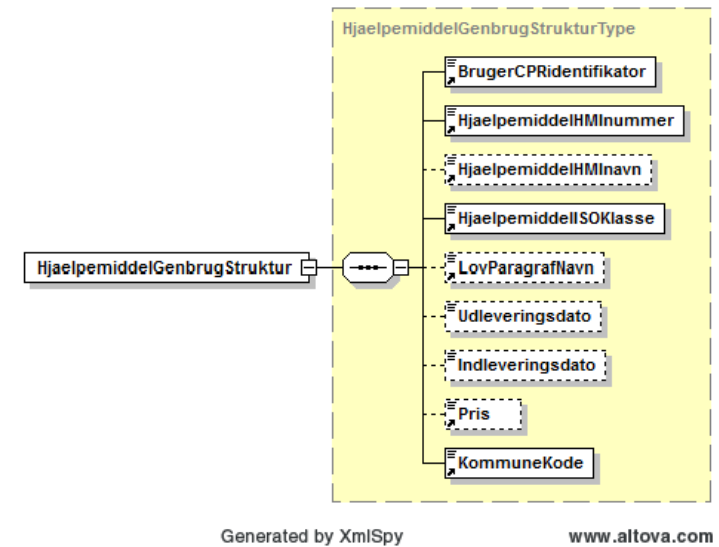 HjaelpemiddelGenbrugStrukturType
BrugerCPRidentifikator
HjaelpemiddelHMInummer
HjaelpemiddelHMInavn
HjaelpemiddelISOKlasse
HjaelpemiddelGenbrugStruktur
LovParagrafNavn
Udleveringsdato
Indleveringsdato
Pris
KommuneKode
Generated by XmlSpy
www.altova.com